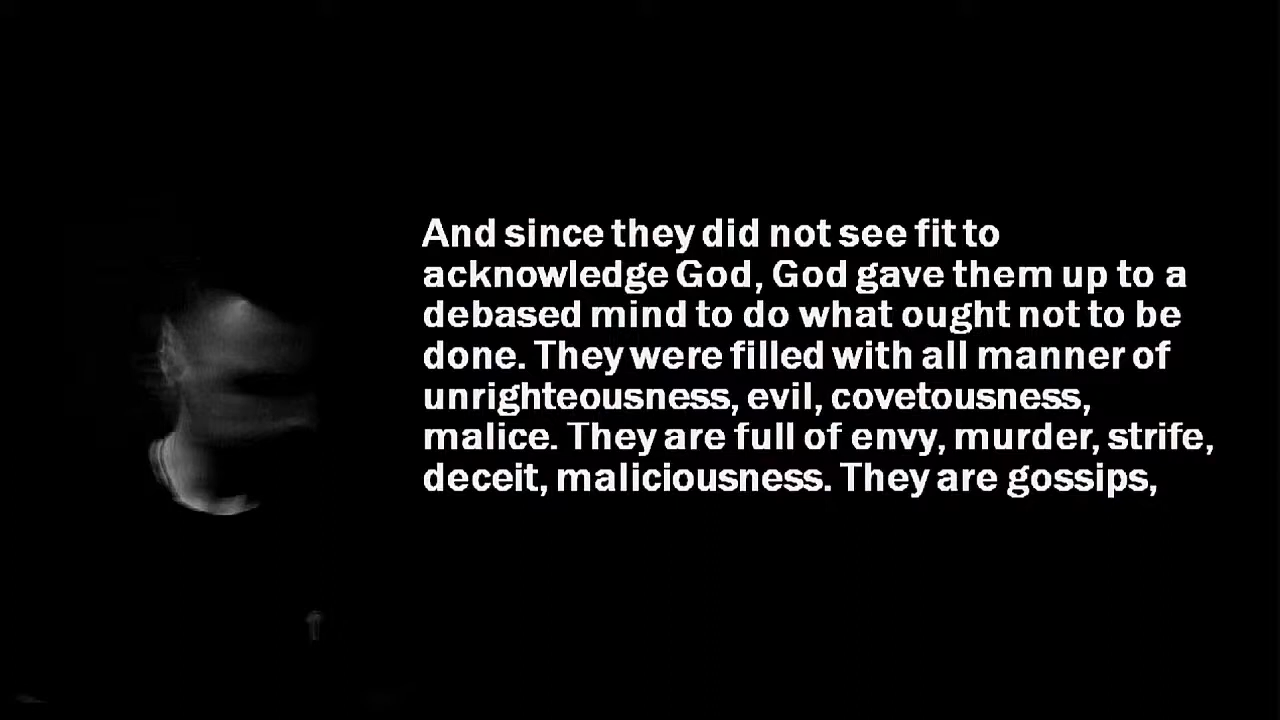 And since they did not see fit to
acknowledge God, God gave them up to a
debased mind to do what ought not to be
done. They were filled with all manner of
unrighteousness, evil, covetousness,
malice. They are full of envy, murder, strife,
deceit, maliciousness. They are gossips,